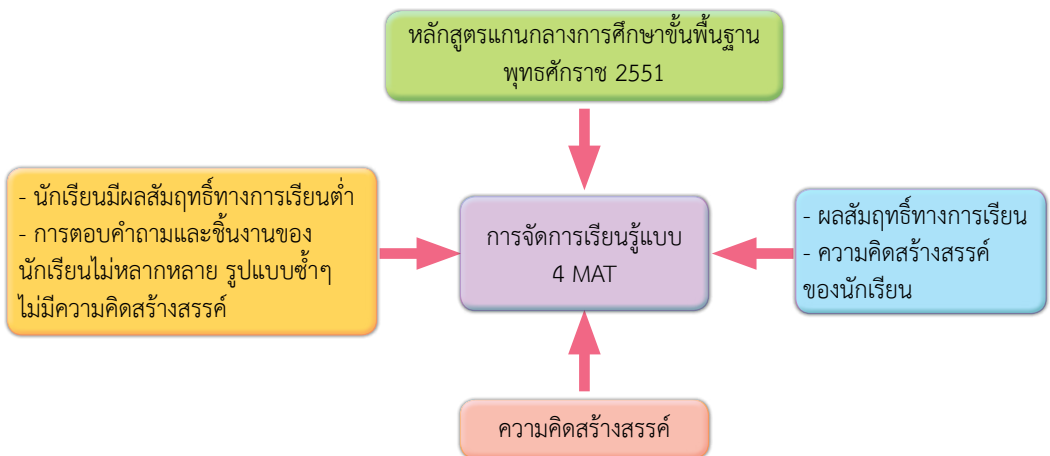 หลักสูตรแกนกลางการศึกษาขั้นพื้นฐาน
พุทธศักราช 2551
- นักเรียนมีผลสัมฤทธิ์ทางการเรียนต่ำ
- การตอบคำถามและชิ้นงานของ
นักเรียนไม่หลากหลาย รูปแบบซ้ำๆ
ไม่มีความคิดสร้างสรรค์
การจัดการเรียนรู้แบบ
4 MAT
- ผลสัมฤทธิ์ทางการเรียน
- ความคิดสร้างสรรค์
ของนักเรียน
ความคิดสร้างสรรค์